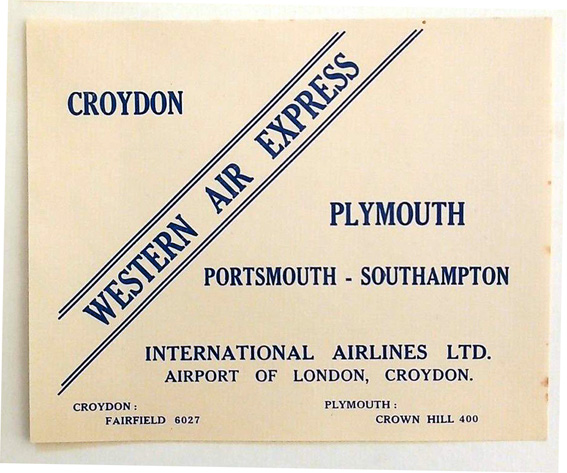 CROYDON
WESTERN AIR EXPRESS
PLYMOUTH
PORTSMOUTH - SOUTHAMPTON
INTERNATIONAL AIRLINES LTD.
AIRPORT OF LONDON, CROYDON.
CROYDON : PLYMOUTH :
FAIRFIELD 6027 CROWN HILL 400